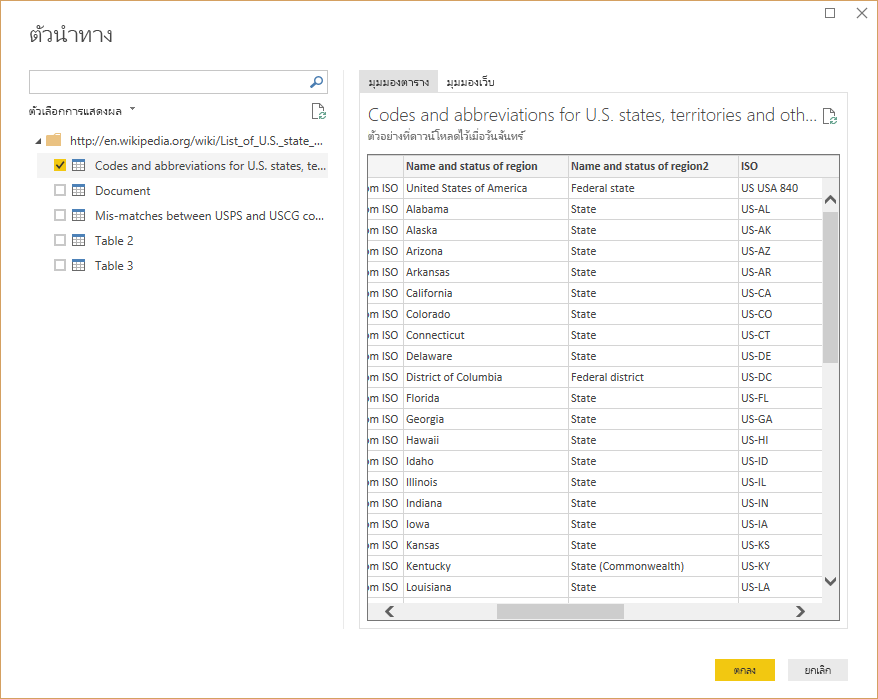 ตัวนำทาง
ตัวเลือกการแสดงผล
http://en.wikipedia.org/wiki/List_of_U.S._state_...
Codes and abbreviations for U.S. states, te...
Document
Mis-matches between USPS and USCG co...
Table 2
Table 3
มุมมองตาราง มุมมองเว็บ
Codes and abbreviations for U.S. states, territories and oth...
ตัวอย่างที่ดาวน์โหลดไว้เมื่อวันจันทร์
Name and status of region Name and status of region2 ISO
om ISO United States of America Federal state US USA 840
om ISO Alabama State US-AL
om ISO Alaska State US-AK
om ISO Arizona State US-AZ
om ISO Arkansas State US-AR
om ISO California State US-CA
om ISO Colorado State US-CO
om ISO Connecticut State US-CT
om ISO Delaware State US-DE
om ISO District of Columbia Federal district US-DC
om ISO Florida State US-FL
om ISO Georgia State US-GA
om ISO Hawaii State US-HI
om ISO Idaho State US-ID
om ISO Illinois State US-IL
om ISO Indiana State US-IN
om ISO Iowa State US-IA
om ISO Kansas State US-KS
om ISO Kentucky State (Commonwealth) US-KY
om ISO Louisiana State US-LA
ตกลง ยกเลิก